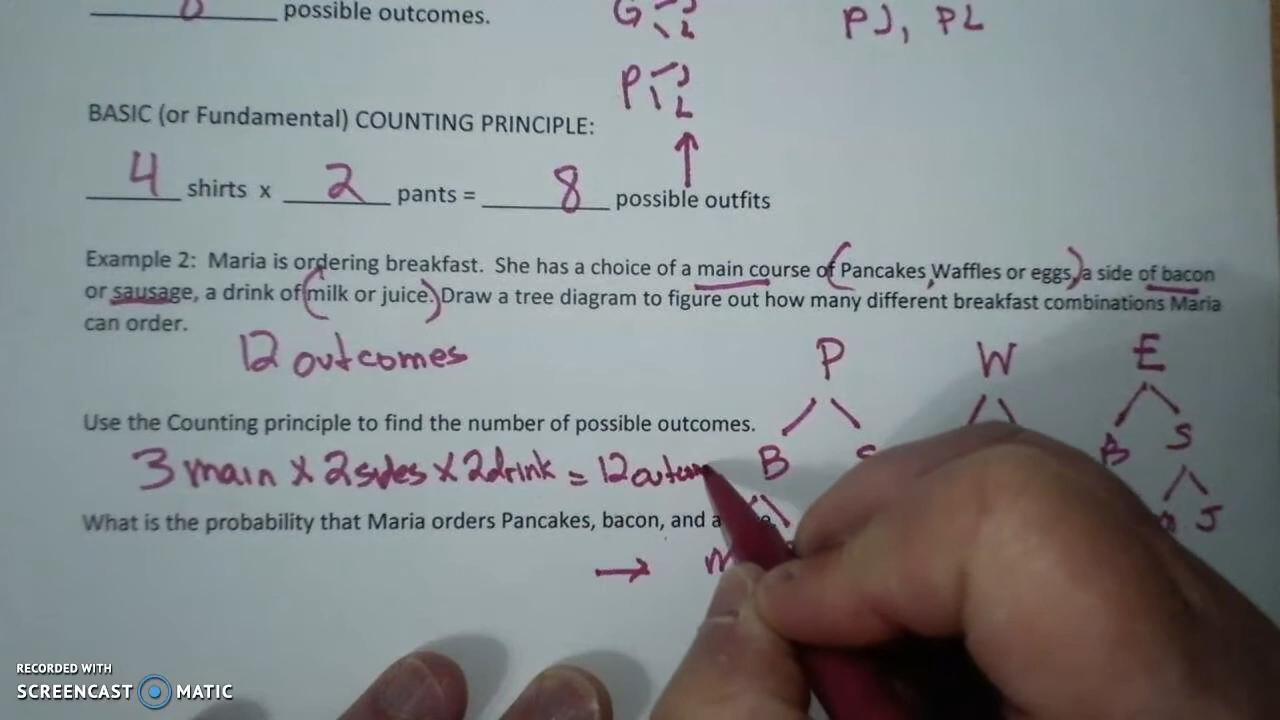 8 possible outcomes.
G J L
PJ, PL
P J L
BASIC (or Fundamental) COUNTING PRINCIPLE:
4 shirts x 2 pants = 8 possible outfits
Example 2: Maria is ordering breakfast. She has a choice of a main course of (Pancakes, Waffles or eggs,) a side of bacon
or sausage, a drink of (milk or juice.) Draw a tree diagram to figure out how many different breakfast combinations Maria
can order.
12 outcomes
P W E
Use the Counting principle to find the number of possible outcomes.
B B S
3 main x 2 sides x 2 drink = 12 outcom
J
What is the probability that Maria orders Pancakes, bacon, and a
→ m
RECORDED WITH
SCREENCAST MATIC